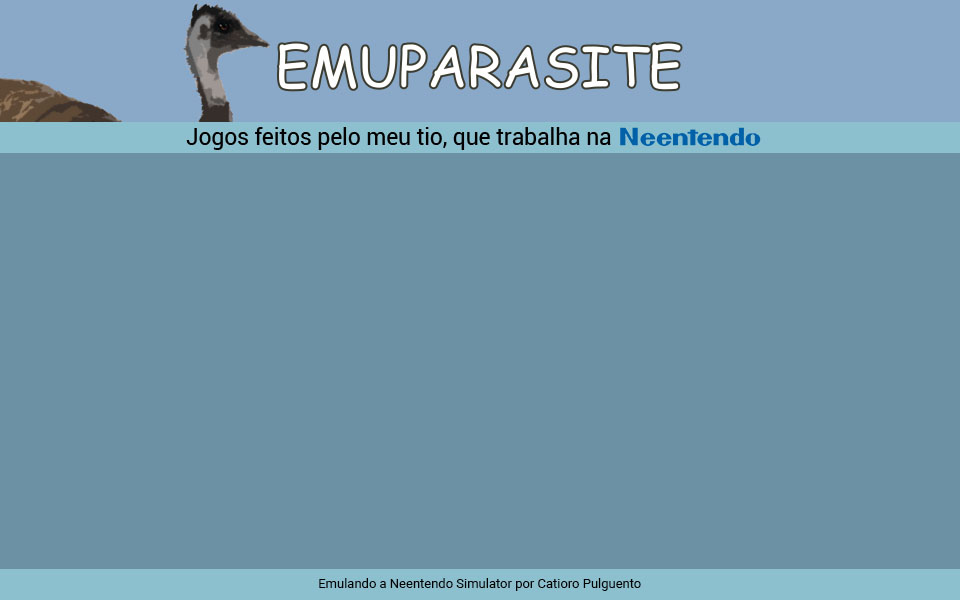 EMUPARASITE
Jogos feitos pelo meu tio, que trabalha na Neentendo
Emulando a Neentendo Simulator por Catioro Pulguento